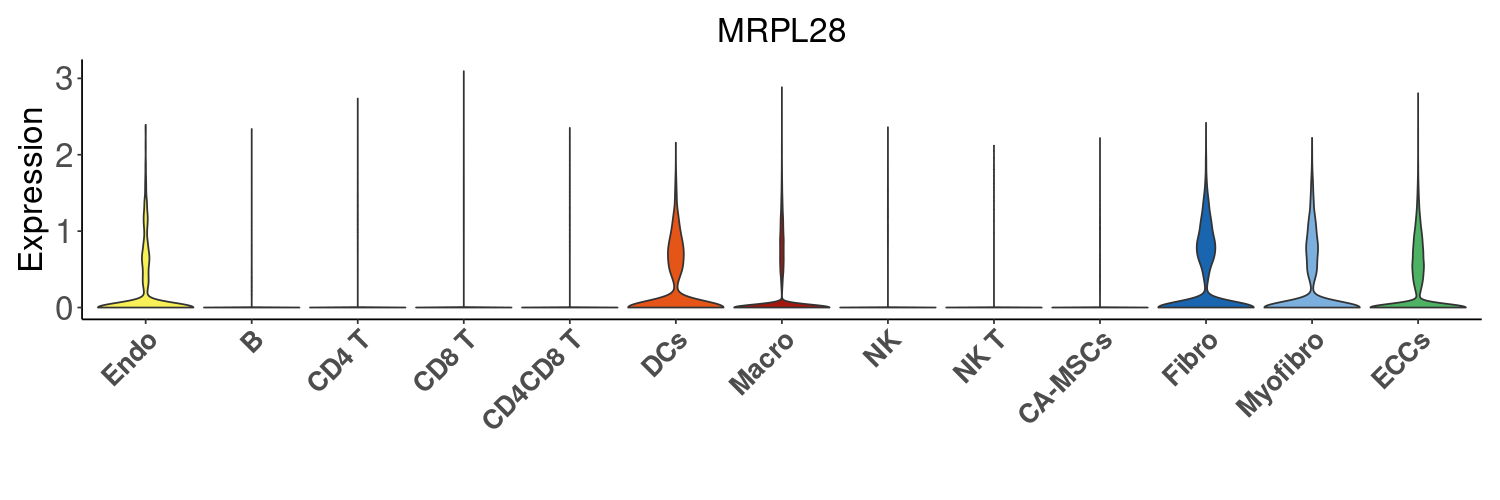 MRPL28
Expression
3
2
1
0
Endo
B
CD4 T
CD8 T
CD4CD8 T
DCs
Macro
NK
NK T
CA-MSCs
Fibro
Myofibro
ECCs